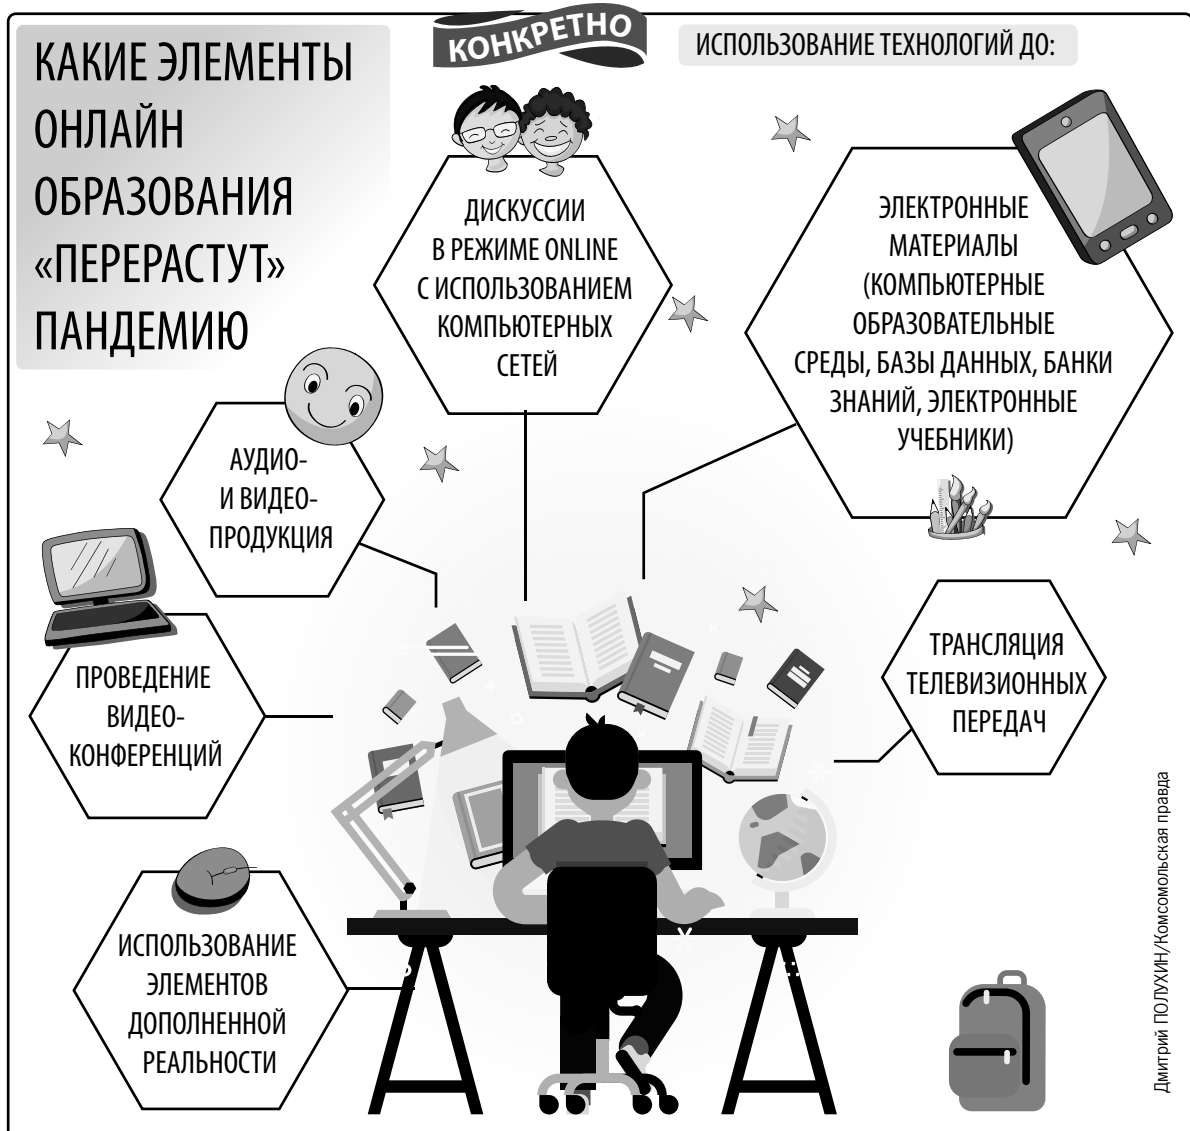 КАКИЕ ЭЛЕМЕНТЫ
ОНЛАЙН
ОБРАЗОВАНИЯ
«ПЕРЕРАСТУТ»
ПАНДЕМИЮ
КОНКРЕТНО
ИСПОЛЬЗОВАНИЕ ТЕХНОЛОГИЙ ДО:
ДИСКУССИИ
В РЕЖИМЕ ONLINE
С ИСПОЛЬЗОВАНИЕМ
КОМПЬЮТЕРНЫХ
СЕТЕЙ
ЭЛЕКТРОННЫЕ
МАТЕРИАЛЫ
(КОМПЬЮТЕРНЫЕ
ОБРАЗОВАТЕЛЬНЫЕ
СРЕДЫ, БАЗЫ ДАННЫХ, БАНКИ
ЗНАНИЙ, ЭЛЕКТРОННЫЕ
УЧЕБНИКИ)
АУДИО-
И ВИДЕО-
ПРОДУКЦИЯ
ПРОВЕДЕНИЕ
ВИДЕО-
КОНФЕРЕНЦИЙ
ТРАНСЛЯЦИЯ
ТЕЛЕВИЗИОННЫХ
ПЕРЕДАЧ
ИСПОЛЬЗОВАНИЕ
ЭЛЕМЕНТОВ
ДОПОЛНЕННОЙ
РЕАЛЬНОСТИ
Дмитрий ПОЛУХИН/Комсомольская правда